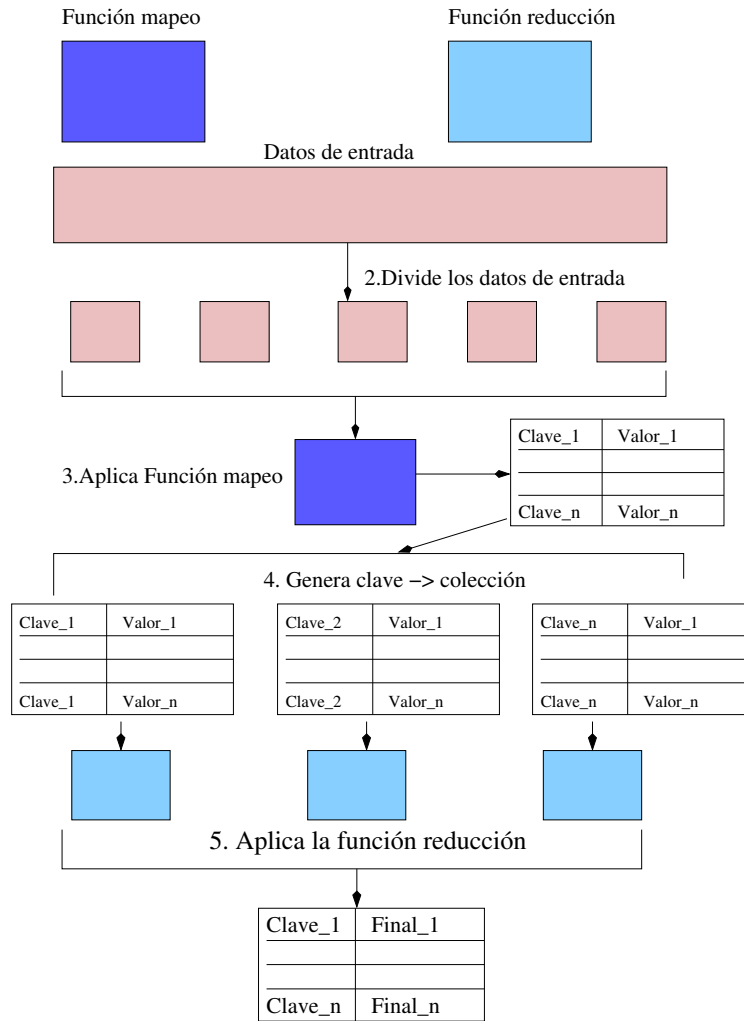 Función mapeo
Función reducción
Datos de entrada
2.Divide los datos de entrada
3.Aplica Función mapeo
Clave_1 Valor_1
Clave_n Valor_n
4. Genera clave −> colección
Clave_1 Valor_1
Clave_1 Valor_n
Clave_2 Valor_1
Clave_2 Valor_n
Clave_n Valor_1
Clave_n Valor_n
5. Aplica la función reducción
Clave_1 Final_1
Clave_n Final_n